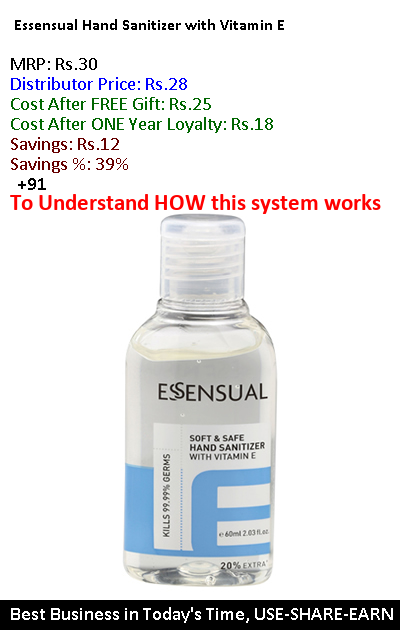 Essensual Hand Sanitizer with Vitamin E
MRP: Rs.30
Distributor Price: Rs.28
Cost After FREE Gift: Rs.25
Cost After ONE Year Loyalty: Rs.18
Savings: Rs.12
Savings %: 39%
+91
To Understand HOW this system works
ESSENSUAL
SOFT & SAFE
HAND SANITIZER
WITH VITAMIN E
KILLS 99.99% GERMS
e 60ml 2.03 fl.oz.
20% EXTRA*
Best Business in Today's Time, USE-SHARE-EARN